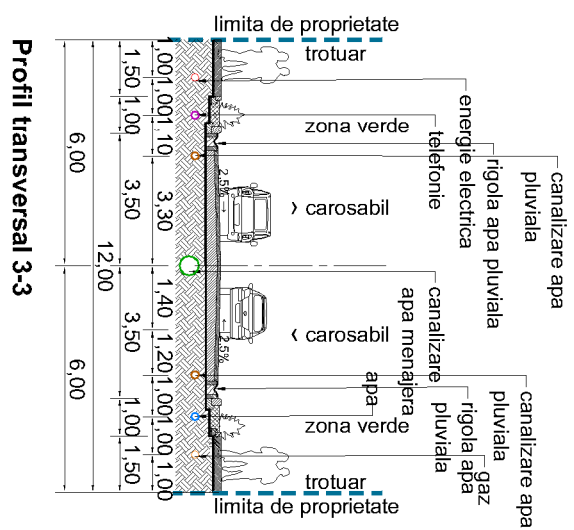 limita de proprietate
trotuar
zona verde
> carosabil
< carosabil
zona verde
trotuar
limita de proprietate
canalizare apa
pluviala
rigola apa pluviala
energie electrica
telefonie
canalizare
apa menajera
apa
canalizare apa
pluviala
rigola apa
pluviala
gaz
2.5%
2.5%
1,00
1,00
1,10
3,30
1,40
1,20
1,00
1,00
1,00
1,50
1,00
3,50
3,50
1,00
1,50
12,00
6,00
6,00
Profil transversal 3-3